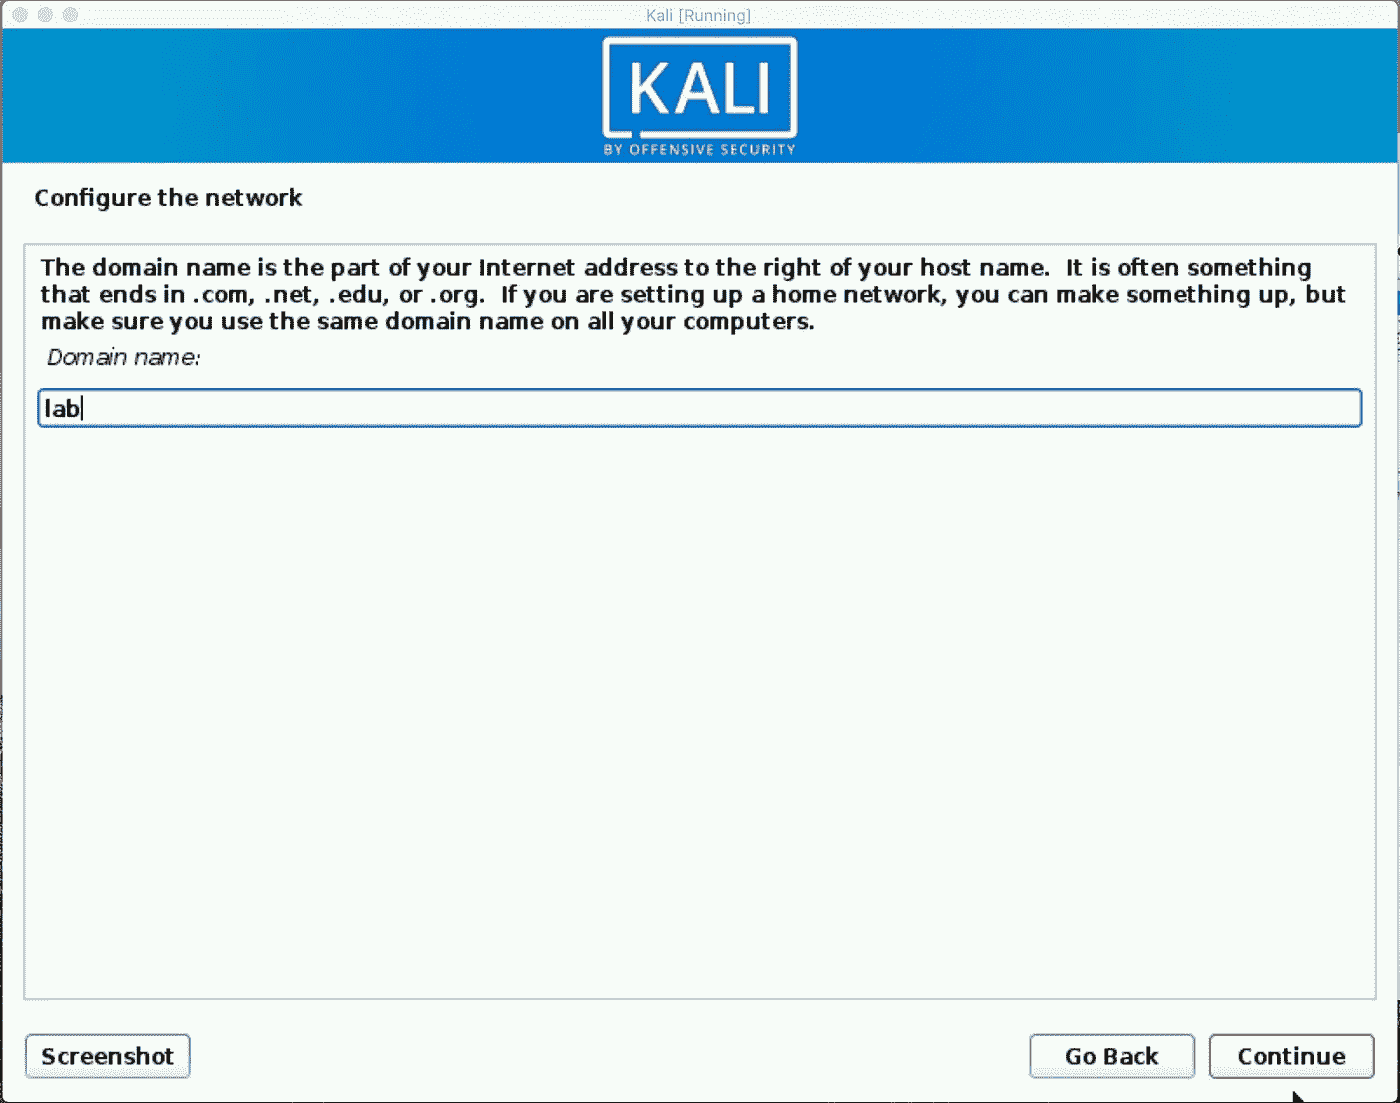 Kali [Running]
KALI
BY OFFENSIVE SECURITY
Configure the network
The domain name is the part of your Internet address to the right of your host name.  It is often something
that ends in .com, .net, .edu, or .org.  If you are setting up a home network, you can make something up, but
make sure you use the same domain name on all your computers.
Domain name:
lab
Screenshot
Go Back
Continue